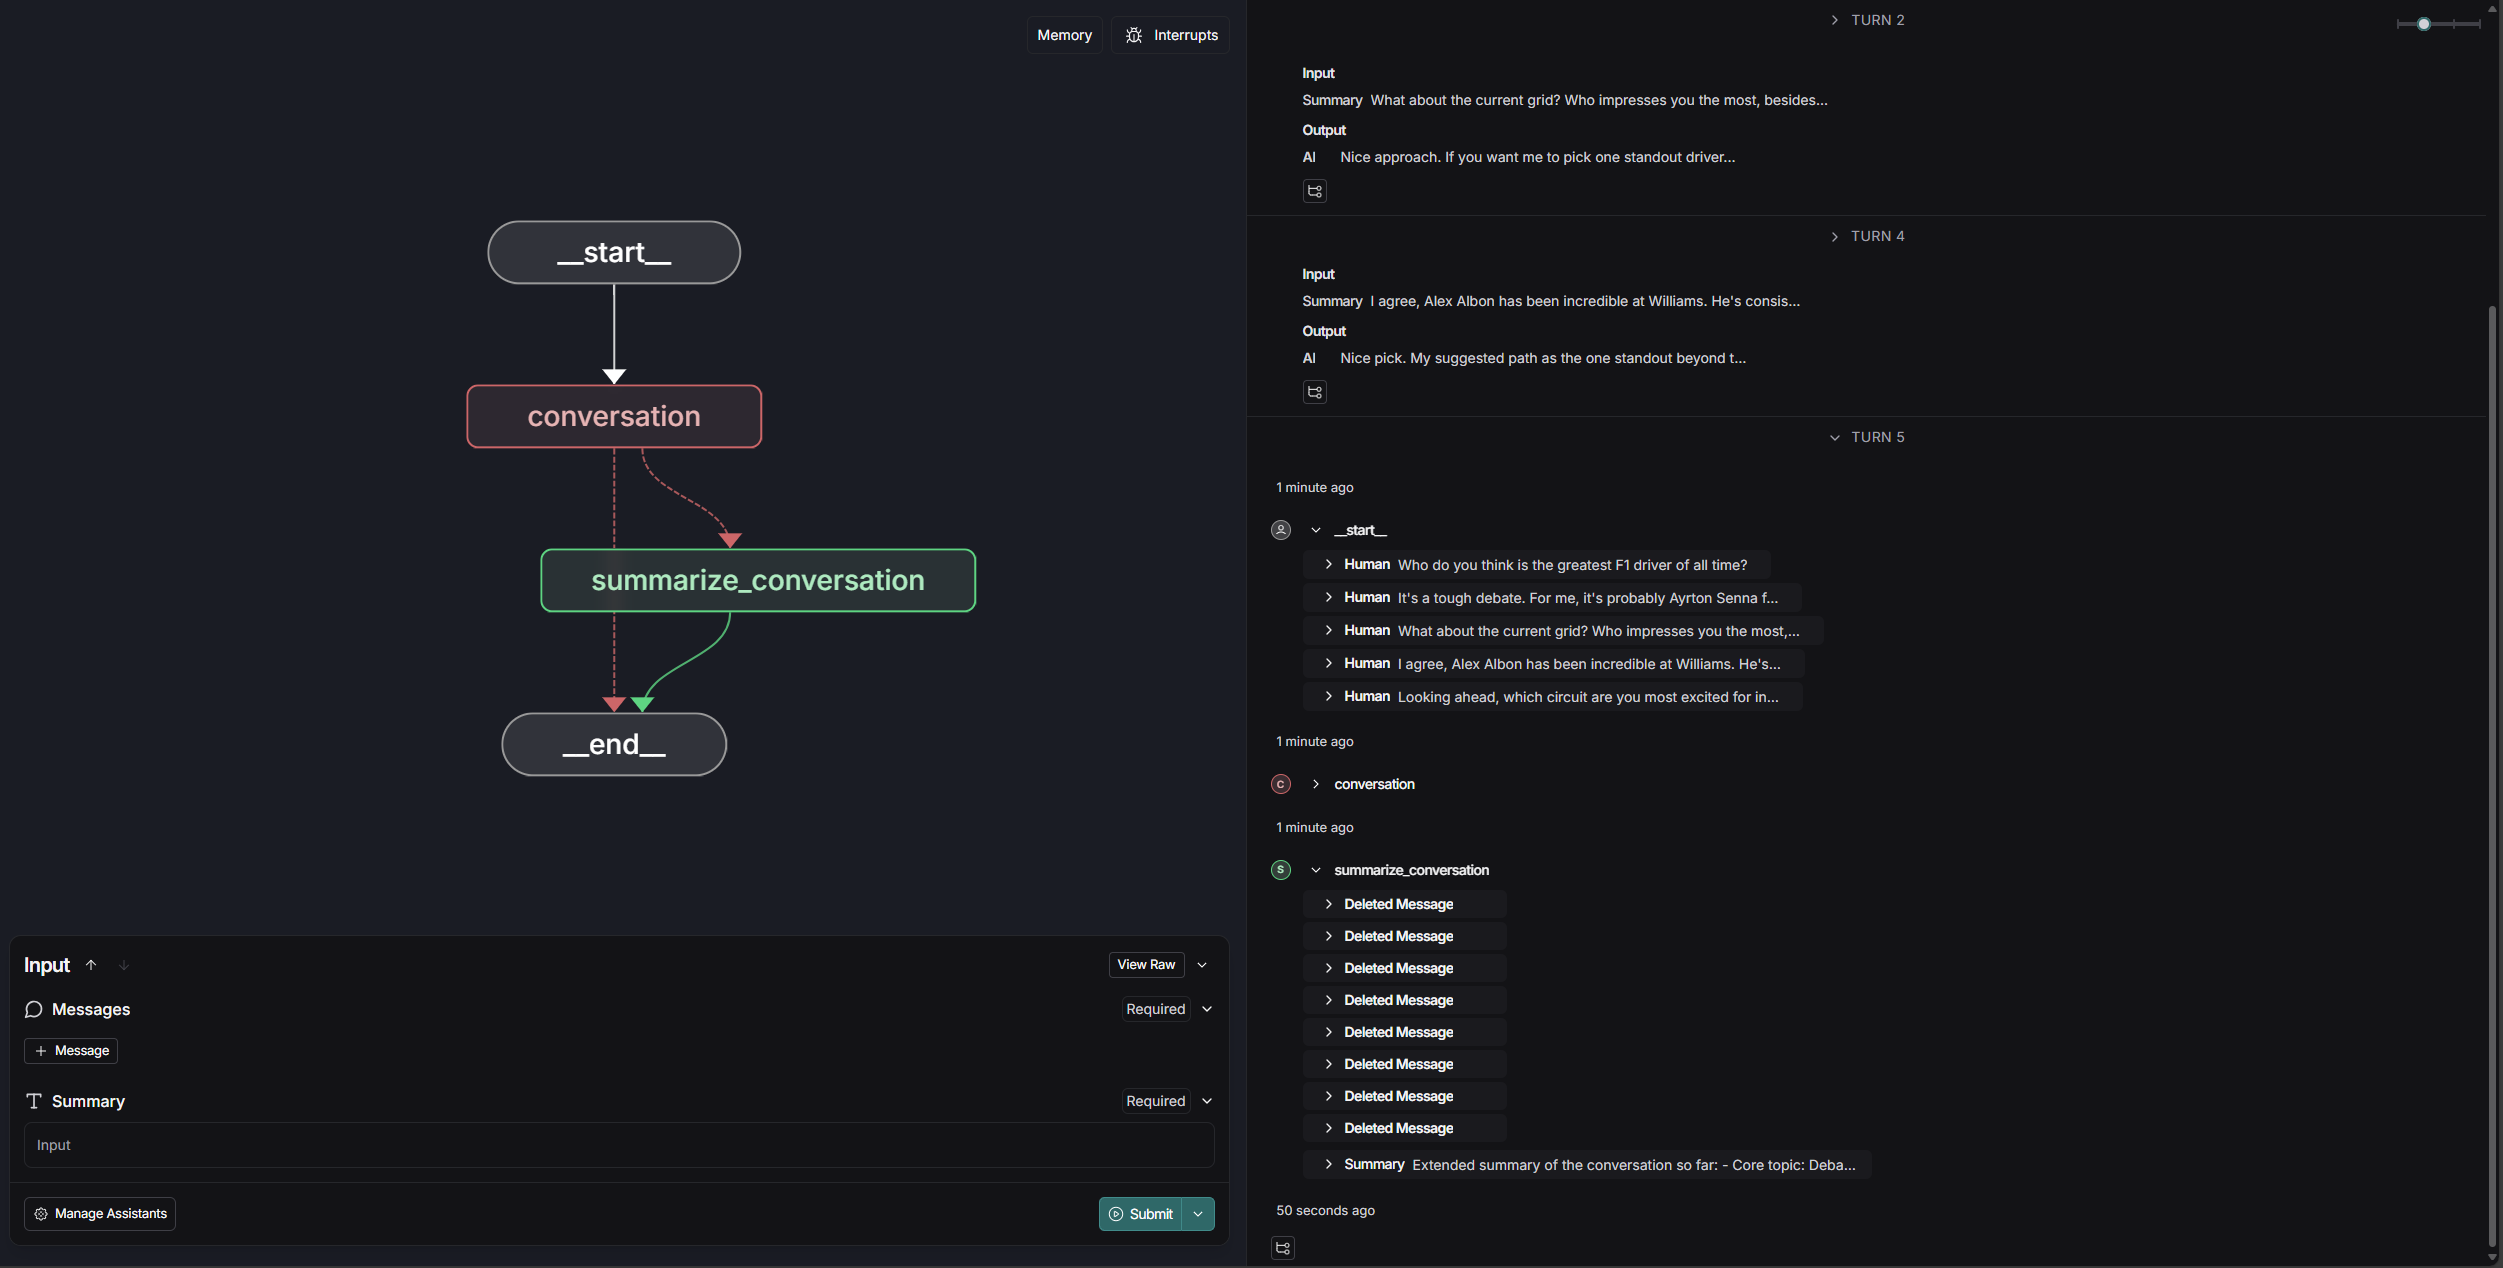 Memory
Interrupts
__start__
conversation
summarize_conversation
__end__
Input
View Raw
Messages
Required
Message
Summary
Required
Input
Manage Assistants
Submit
TURN 2
Input
Summary What about the current grid? Who impresses you the most, besides...
Output
AI Nice approach. If you want me to pick one standout driver...
TURN 4
Input
Summary I agree, Alex Albon has been incredible at Williams. He's consis...
Output
AI Nice pick. My suggested path as the one standout beyond t...
TURN 5
1 minute ago
__start__
Human Who do you think is the greatest F1 driver of all time?
Human It's a tough debate. For me, it's probably Ayrton Senna f...
Human What about the current grid? Who impresses you the most,...
Human I agree, Alex Albon has been incredible at Williams. He's...
Human Looking ahead, which circuit are you most excited for in...
1 minute ago
C conversation
1 minute ago
S summarize_conversation
Deleted Message
Deleted Message
Deleted Message
Deleted Message
Deleted Message
Deleted Message
Deleted Message
Deleted Message
Summary Extended summary of the conversation so far: - Core topic: Deba...
50 seconds ago